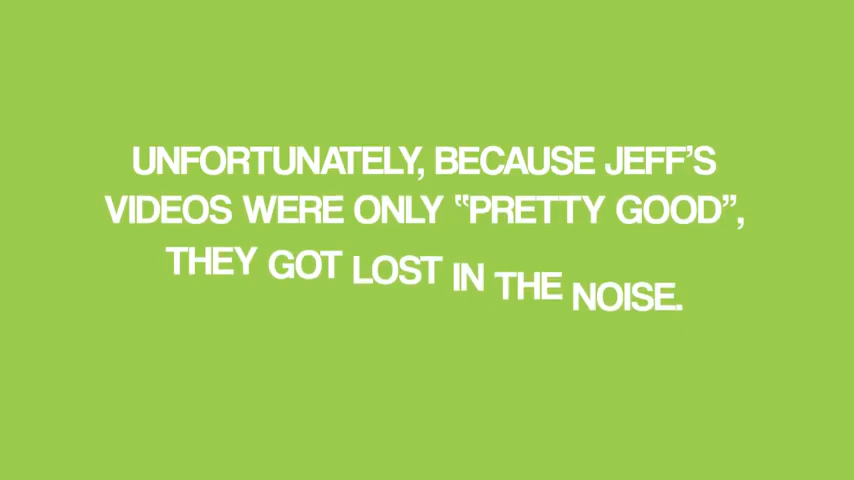 UNFORTUNATELY, BECAUSE JEFF’S
VIDEOS WERE ONLY “PRETTY GOOD”,
THEY GOT LOST IN THE NOISE.